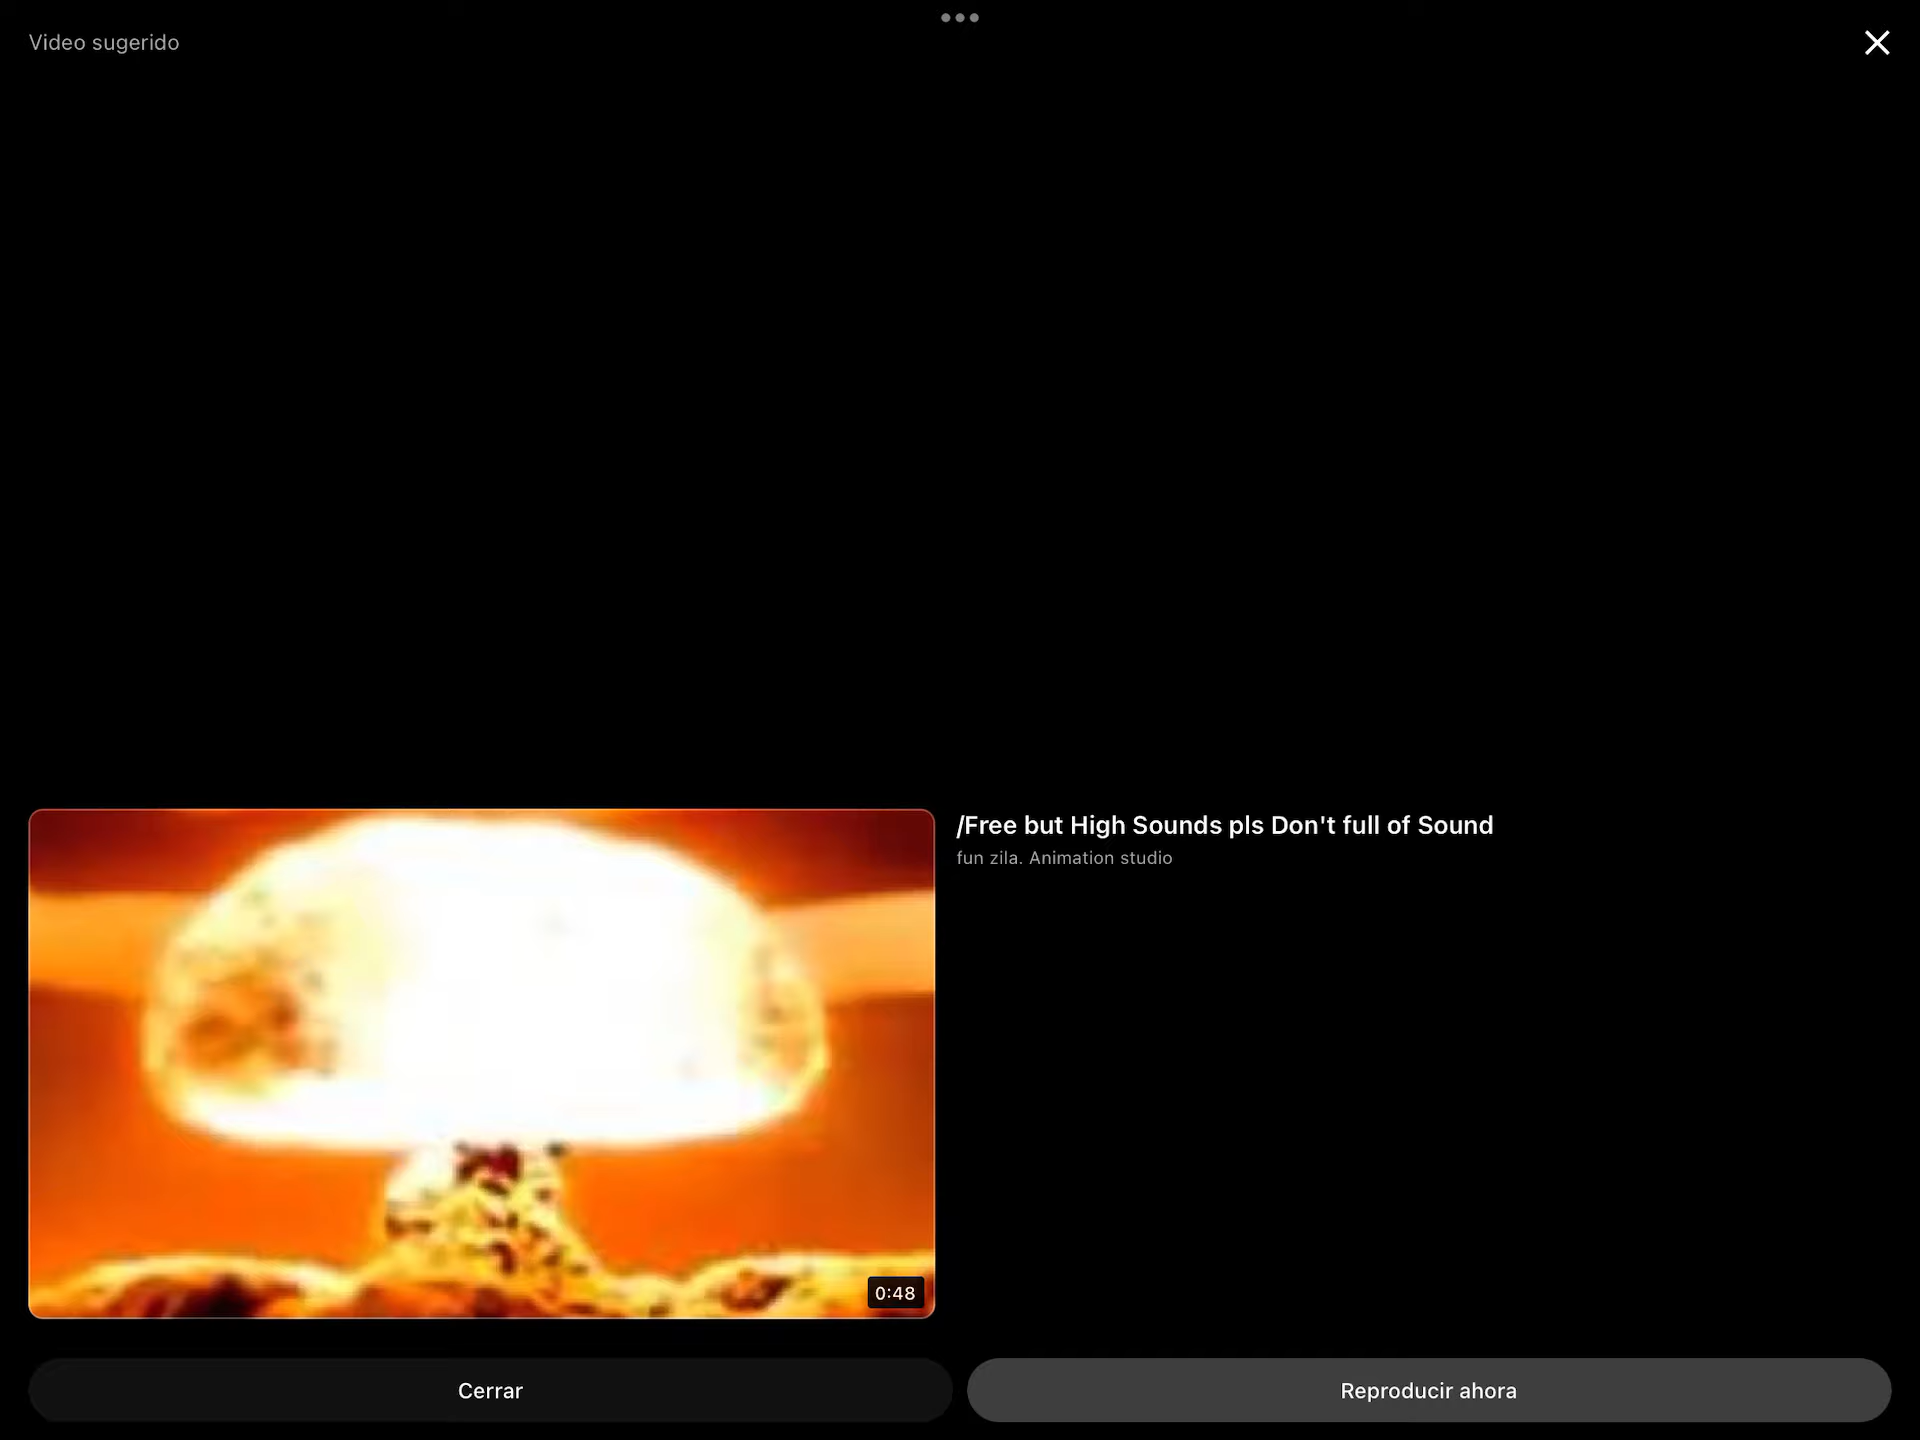 Video sugerido
/Free but High Sounds pls Don't full of Sound
fun zila. Animation studio
0:48
Cerrar
Reproducir ahora